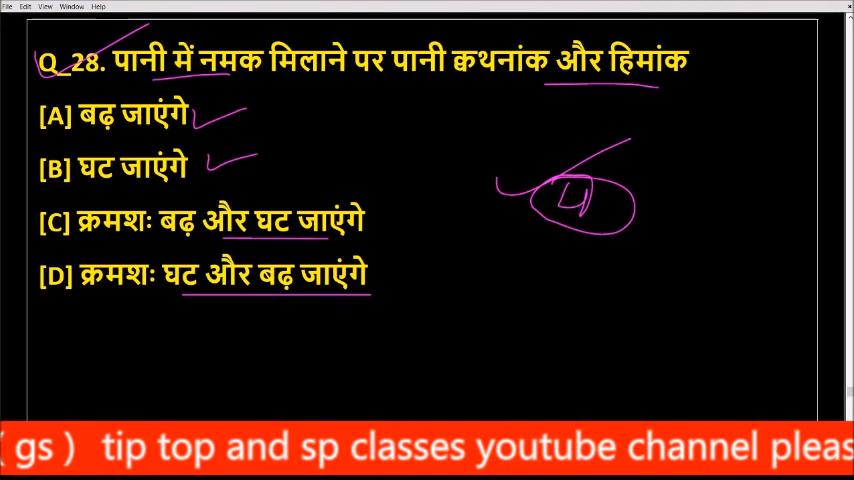 File Edit View Window Help
Q_28. पानी में नमक मिलाने पर पानी क्वथनांक और हिमांक
[A] बढ़ जाएंगे
[B] घट जाएंगे
[C] क्रमशः बढ़ और घट जाएंगे
[D] क्रमशः घट और बढ़ जाएंगे
( gs ) tip top and sp classes youtube channel pleas